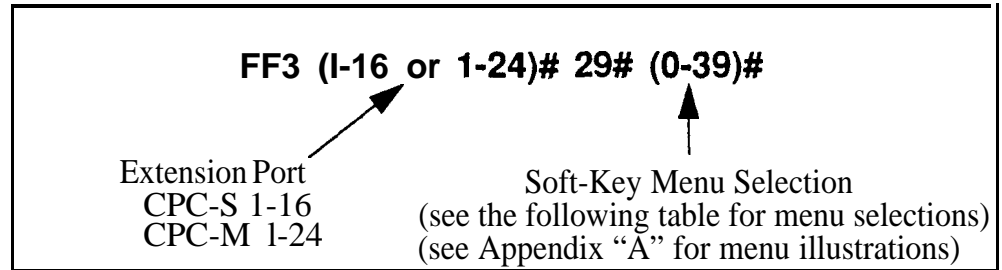 FF3 (I-16 or 1-24)# 29# (0-39)#
Extension Port
CPC-S 1-16
CPC-M 1-24
Soft-Key Menu Selection
(see the following table for menu selections)
(see Appendix “A” for menu illustrations)